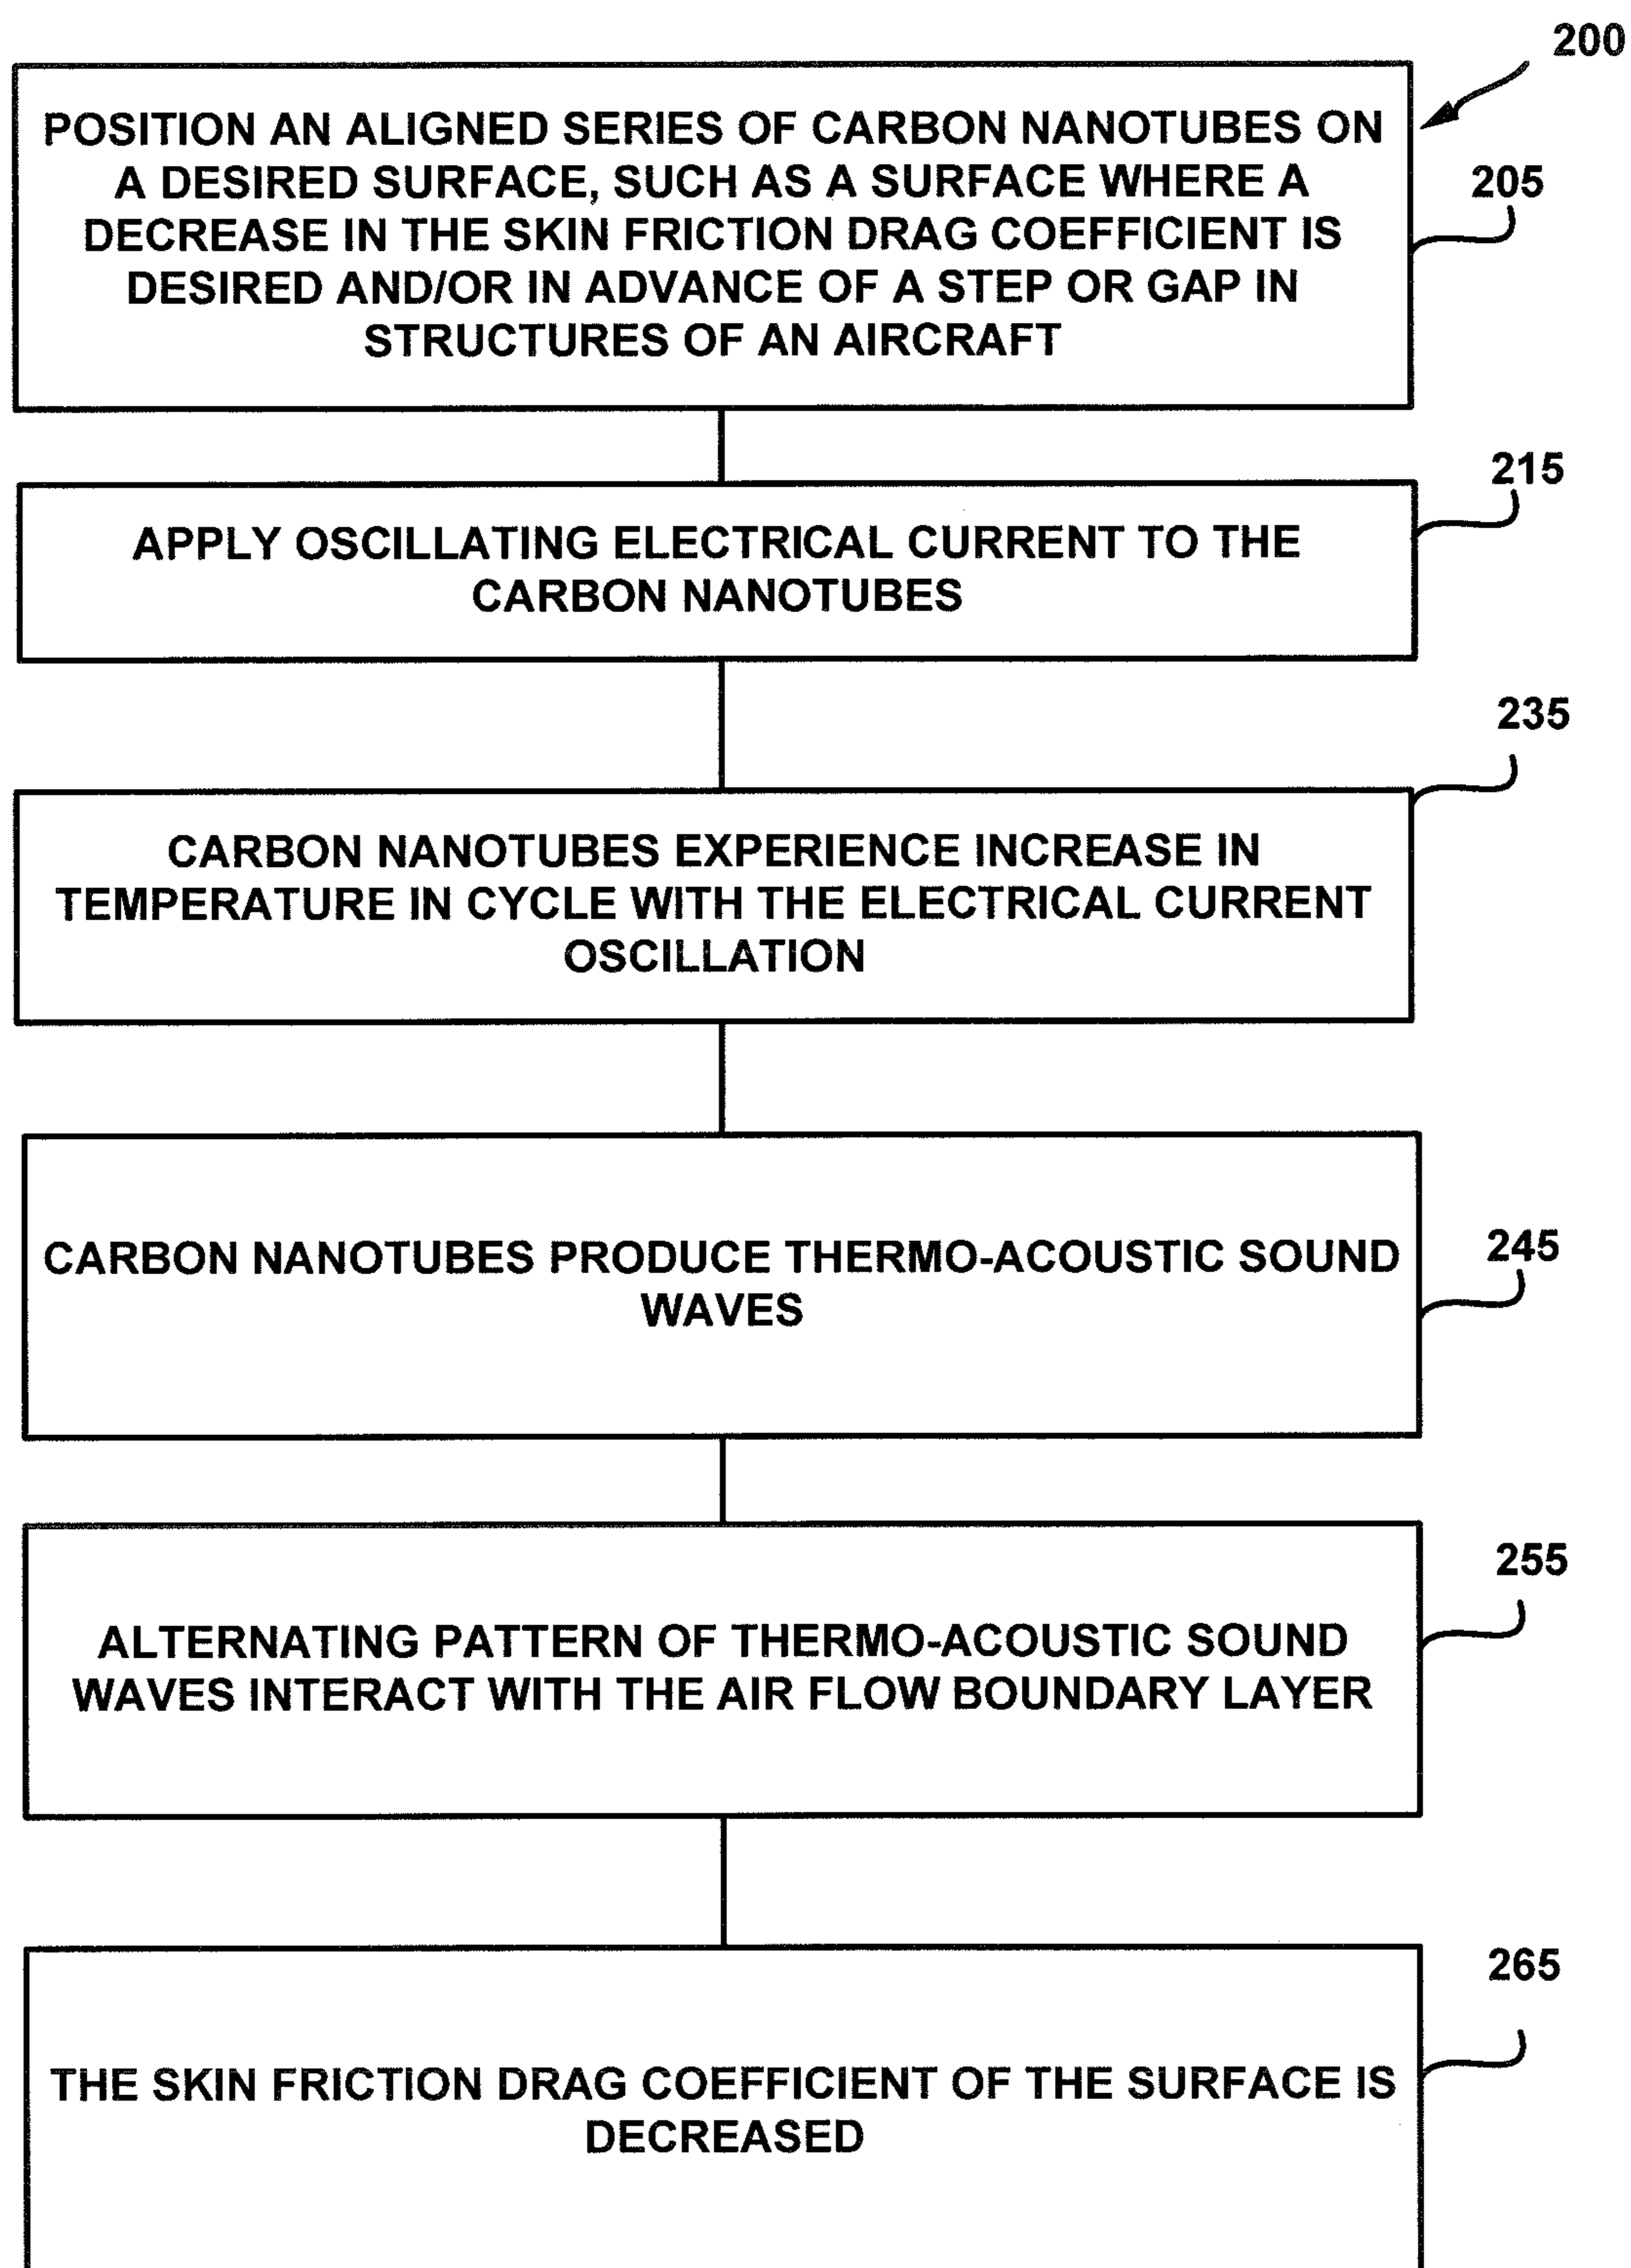 200
POSITION AN ALIGNED SERIES OF CARBON NANOTUBES ON
A DESIRED SURFACE, SUCH AS A SURFACE WHERE A
DECREASE IN THE SKIN FRICTION DRAG COEFFICIENT IS
DESIRED AND/OR IN ADVANCE OF A STEP OR GAP IN
STRUCTURES OF AN AIRCRAFT
205
APPLY OSCILLATING ELECTRICAL CURRENT TO THE
CARBON NANOTUBES
215
CARBON NANOTUBES EXPERIENCE INCREASE IN
TEMPERATURE IN CYCLE WITH THE ELECTRICAL CURRENT
OSCILLATION
235
CARBON NANOTUBES PRODUCE THERMO-ACOUSTIC SOUND
WAVES
245
ALTERNATING PATTERN OF THERMO-ACOUSTIC SOUND
WAVES INTERACT WITH THE AIR FLOW BOUNDARY LAYER
255
THE SKIN FRICTION DRAG COEFFICIENT OF THE SURFACE IS
DECREASED
265